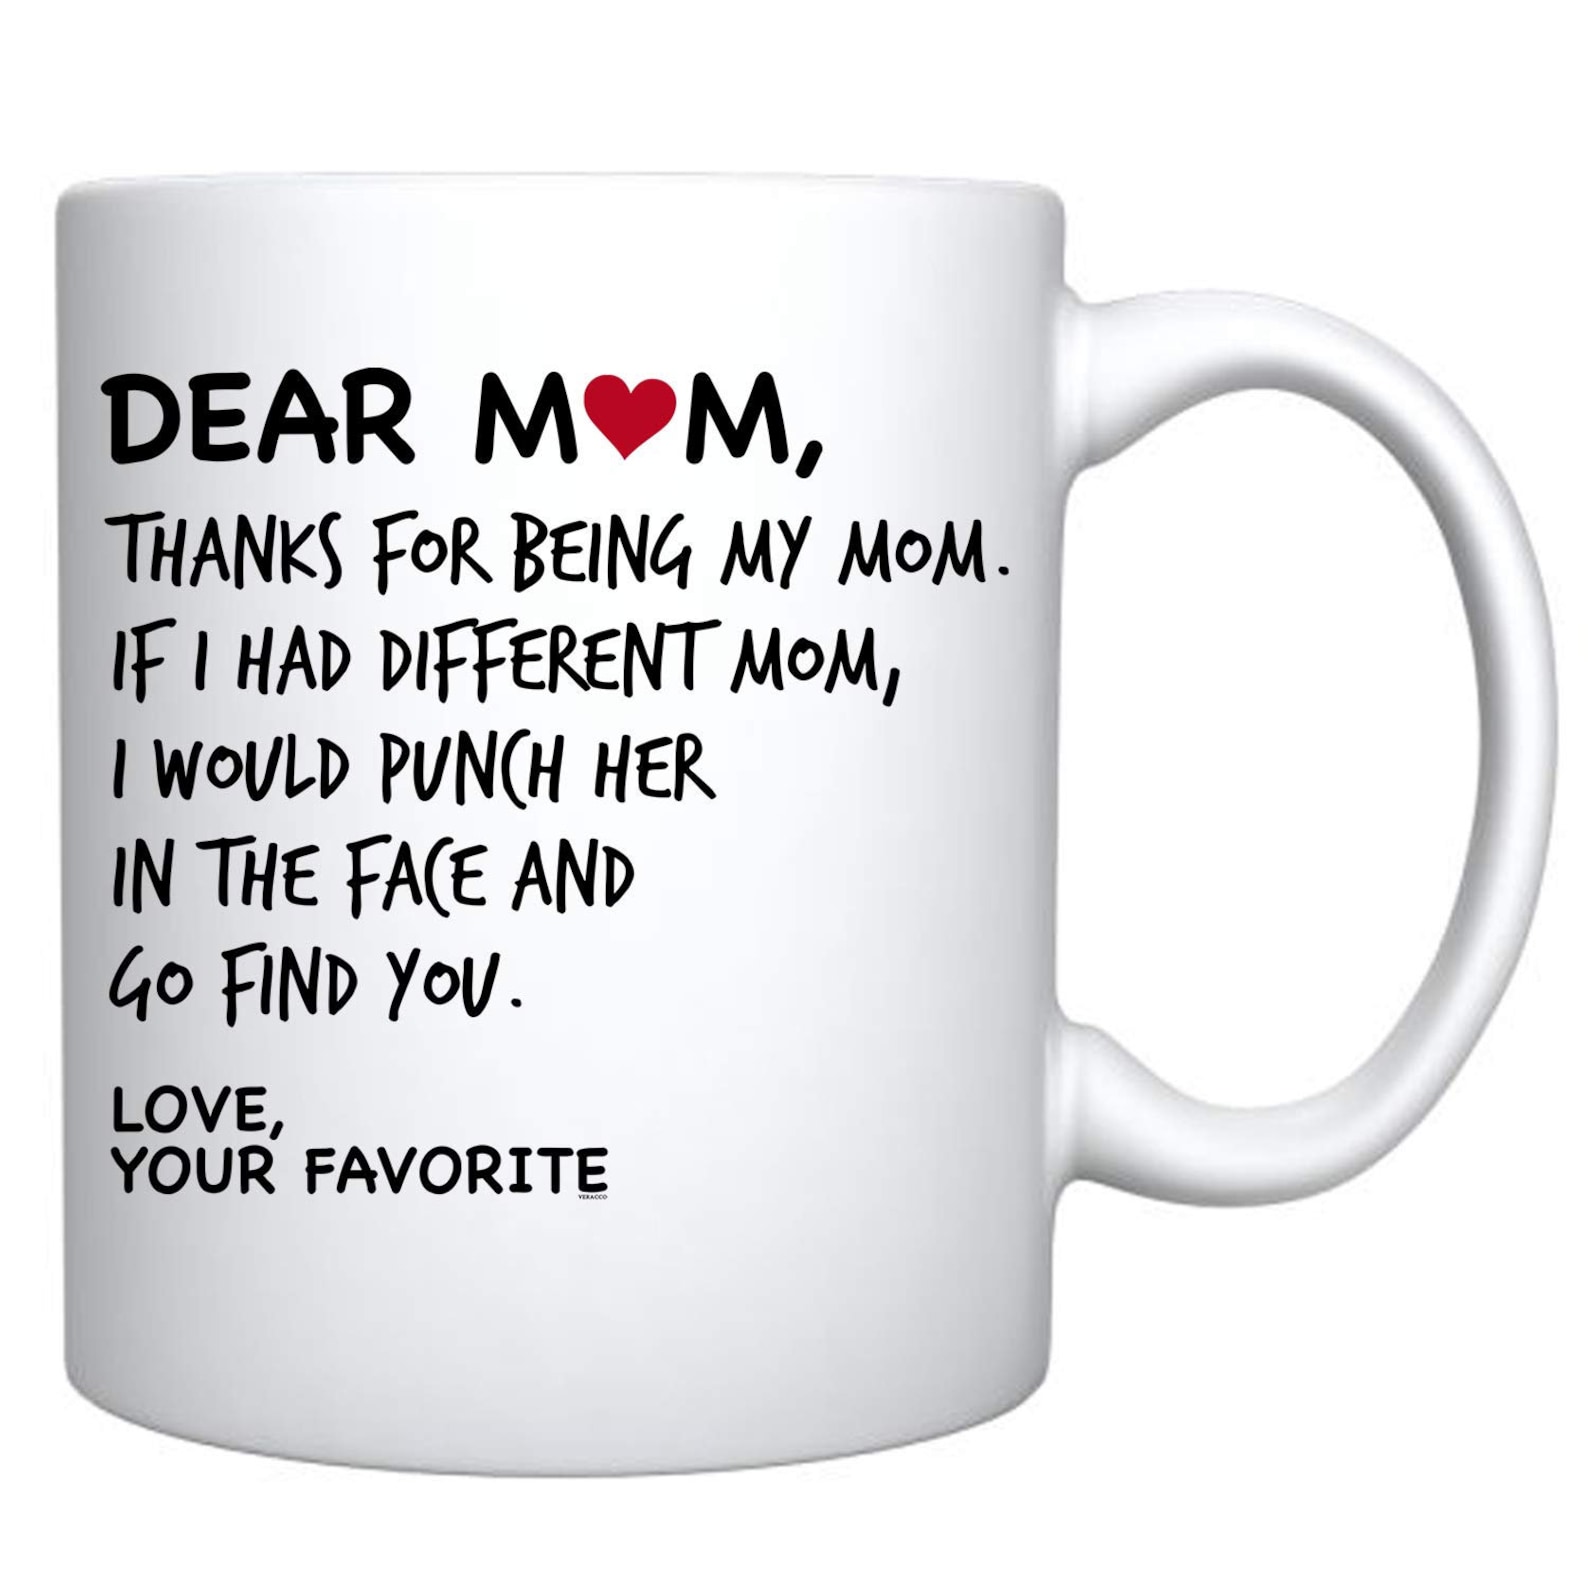 DEAR M❤M,
THANKS FOR BEING MY MOM.
IF I HAD DIFFERENT MOM,
I WOULD PUNCH HER
IN THE FACE AND
GO FIND YOU.
LOVE,
YOUR FAVORITE
VERACCO